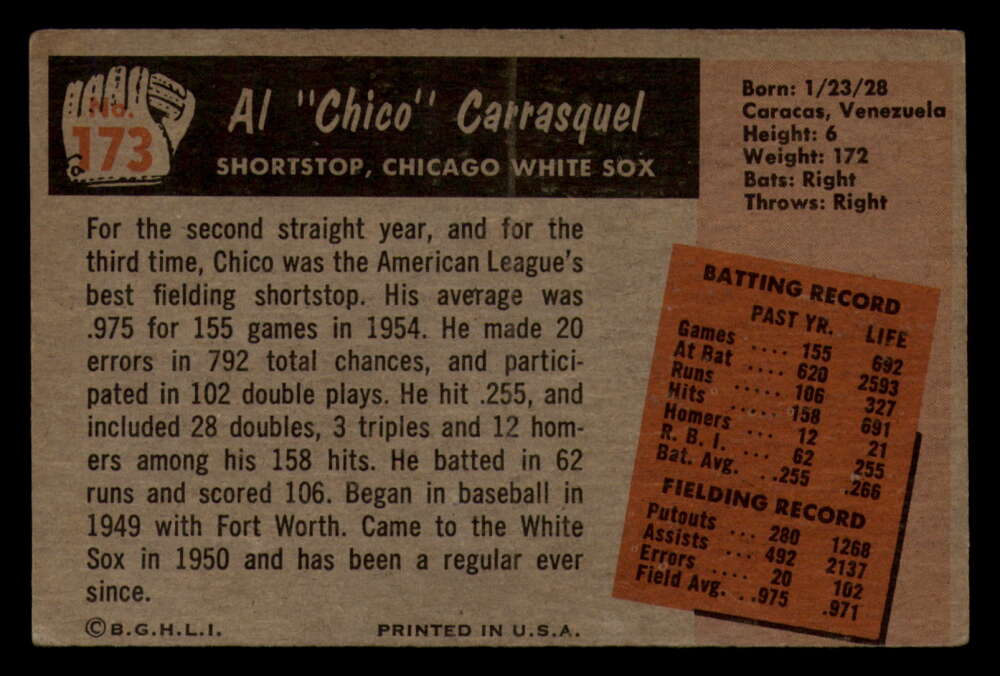 No.
173
Al "Chico" Carrasquel
SHORTSTOP, CHICAGO WHITE SOX
Born: 1/23/28
Caracas, Venezuela
Height: 6
Weight: 172
Bats: Right
Throws: Right
For the second straight year, and for the
third time, Chico was the American League's
best fielding shortstop. His average was
.975 for 155 games in 1954. He made 20
errors in 792 total chances, and partici-
pated in 102 double plays. He hit .255, and
included 28 doubles, 3 triples and 12 hom-
ers among his 158 hits. He batted in 62
runs and scored 106. Began in baseball in
1949 with Fort Worth. Came to the White
Sox in 1950 and has been a regular ever
since.
BATTING RECORD
PAST YR. LIFE
Games .... 155 692
At Bat .... 620 2593
Runs ..... 106 327
Hits ..... 158 691
Homers ... 12 21
R. B. I. ... 62 255
Bat. Avg. ..255 .266
FIELDING RECORD
Putouts ... 280 1268
Assists ... 492 2137
Errors .... 20 102
Field Avg. ..975 .971
© B.G.H.L.I. PRINTED IN U.S.A.